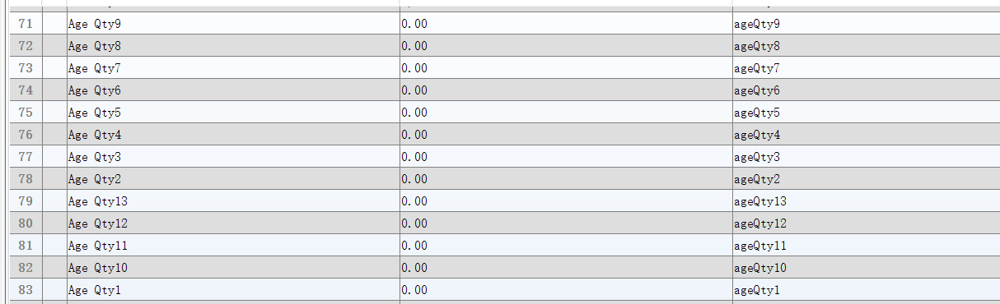 71 Age Qty9 0.00 ageQty9
72 Age Qty8 0.00 ageQty8
73 Age Qty7 0.00 ageQty7
74 Age Qty6 0.00 ageQty6
75 Age Qty5 0.00 ageQty5
76 Age Qty4 0.00 ageQty4
77 Age Qty3 0.00 ageQty3
78 Age Qty2 0.00 ageQty2
79 Age Qty13 0.00 ageQty13
80 Age Qty12 0.00 ageQty12
81 Age Qty11 0.00 ageQty11
82 Age Qty10 0.00 ageQty10
83 Age Qty1 0.00 ageQty1